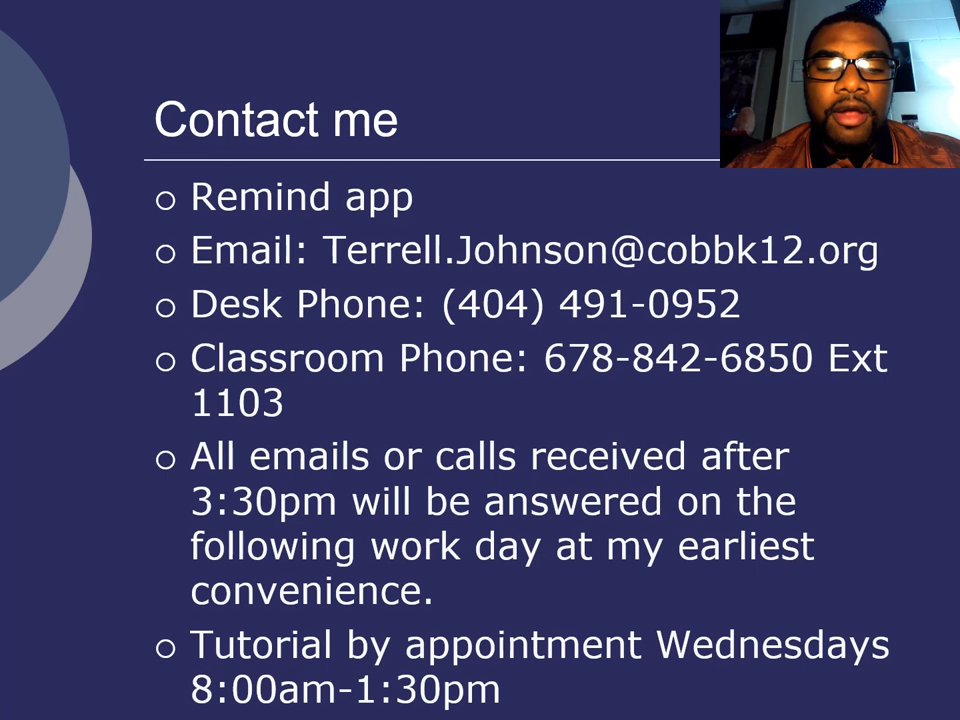 Contact me
Remind app
Email: Terrell.Johnson@cobbk12.org
Desk Phone: (404) 491-0952
Classroom Phone: 678-842-6850 Ext
1103
All emails or calls received after
3:30pm will be answered on the
following work day at my earliest
convenience.
Tutorial by appointment Wednesdays
8:00am-1:30pm